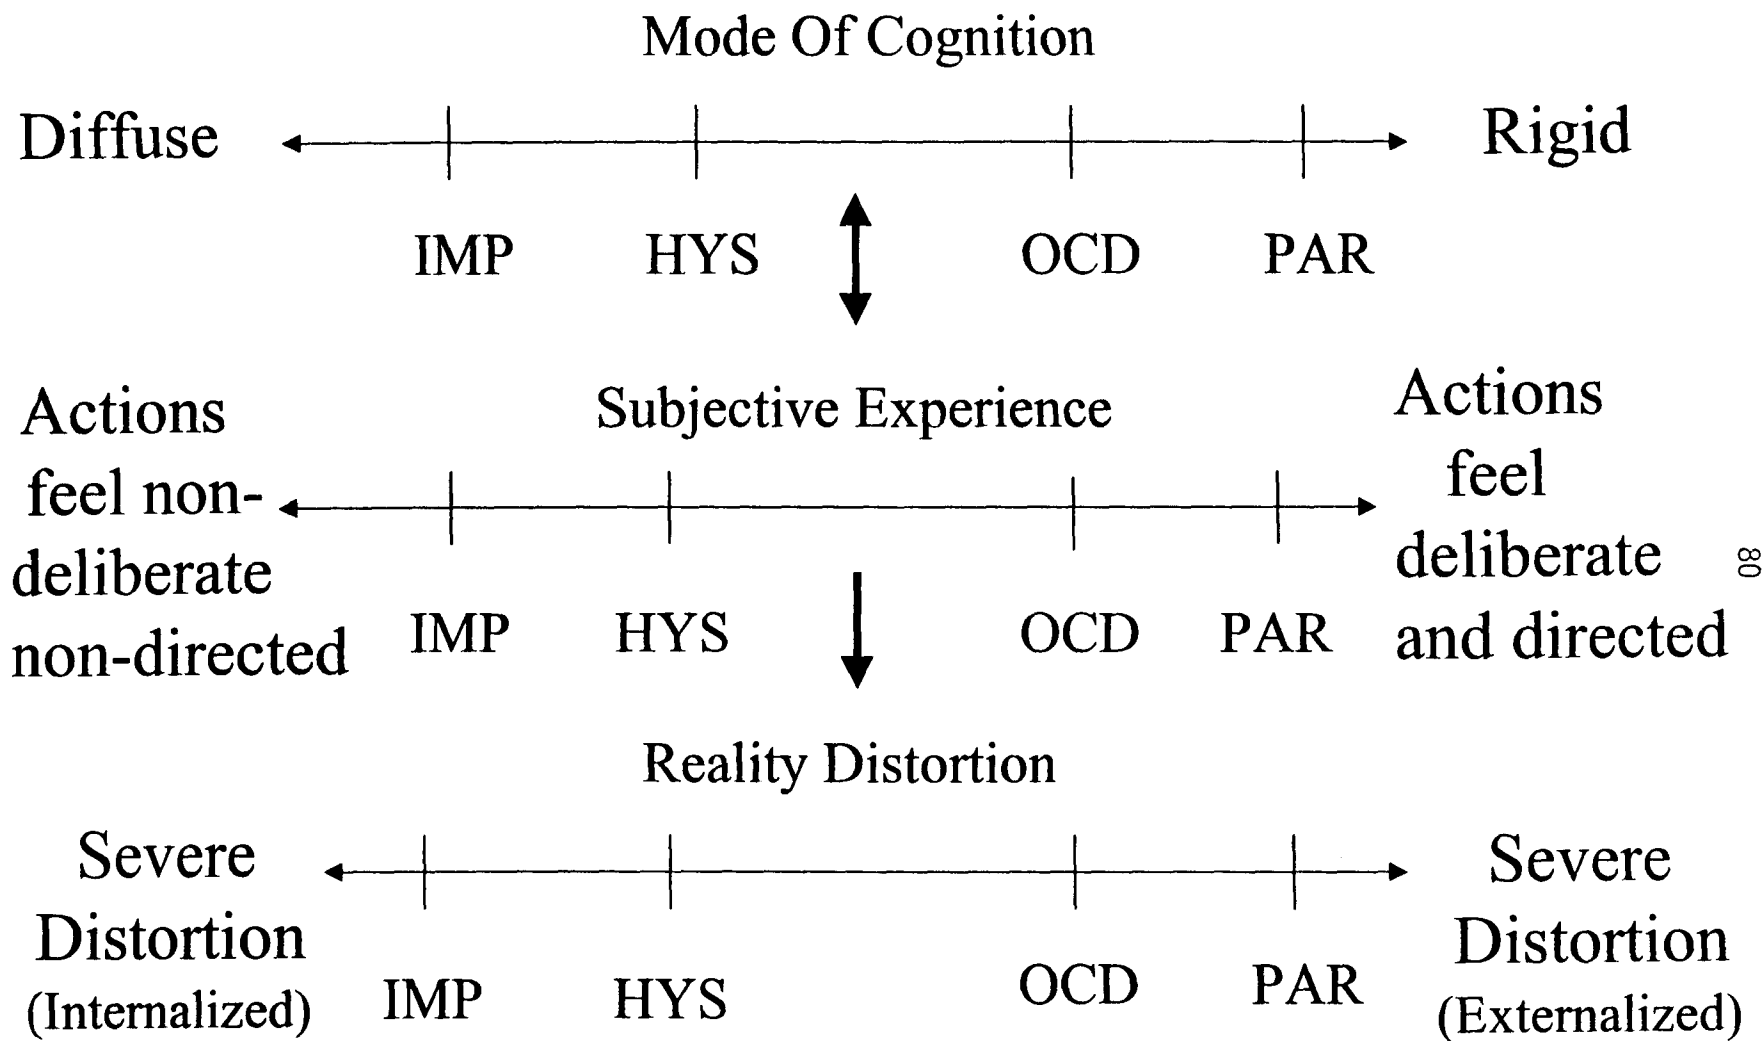 Mode Of Cognition
Diffuse
Rigid
IMP HYS OCD PAR
Subjective Experience
Actions
feel non-
deliberate
non-directed
Actions
feel
deliberate
and directed
IMP HYS OCD PAR
80
Reality Distortion
Severe
Distortion
(Internalized)
Severe
Distortion
(Externalized)
IMP HYS OCD PAR